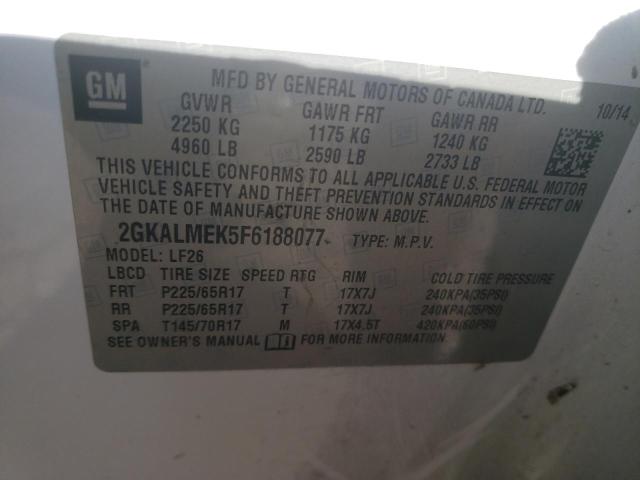 GM
MFD BY GENERAL MOTORS OF CANADA LTD.
10/14
GVWR GAWR FRT GAWR RR
2250 KG 1175 KG 1240 KG
4960 LB 2590 LB 2733 LB
THIS VEHICLE CONFORMS TO ALL APPLICABLE U.S. FEDERAL MOTOR
VEHICLE SAFETY AND THEFT PREVENTION STANDARDS IN EFFECT ON
THE DATE OF MANUFACTURE SHOWN ABOVE.
2GKALMEK5F6188077 TYPE: M.P.V.
MODEL: LF26
LBCD TIRE SIZE SPEED RTG RIM COLD TIRE PRESSURE
FRT P225/65R17 T 17X7J 240KPA(35PSI)
RR P225/65R17 T 17X7J 240KPA(35PSI)
SPA T145/70R17 M 17X4.5T 420KPA(60PSI)
SEE OWNER'S MANUAL FOR MORE INFORMATION.